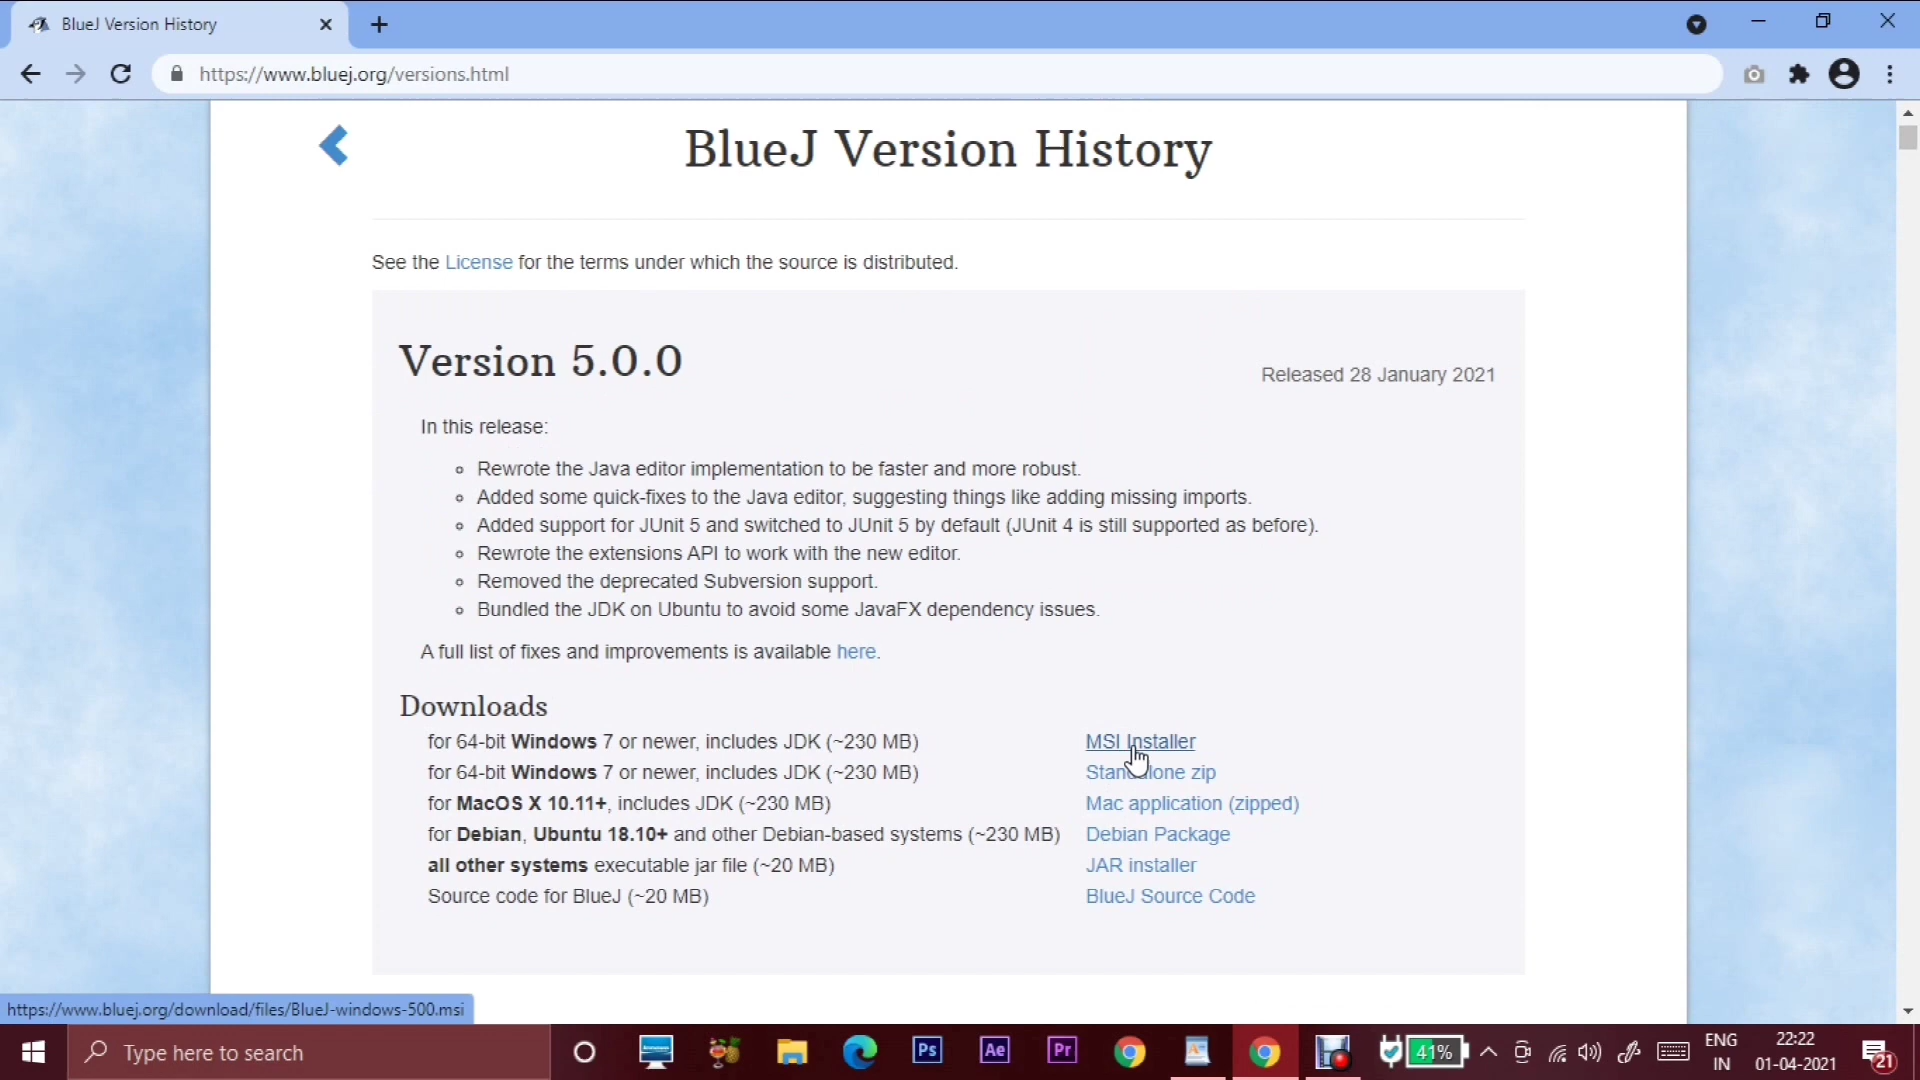 BlueJ Version History
https://www.bluej.org/versions.html
BlueJ Version History
See the License for the terms under which the source is distributed.
Version 5.0.0
Released 28 January 2021
In this release:
Rewrote the Java editor implementation to be faster and more robust.
Added some quick-fixes to the Java editor, suggesting things like adding missing imports.
Added support for JUnit 5 and switched to JUnit 5 by default (JUnit 4 is still supported as before).
Rewrote the extensions API to work with the new editor.
Removed the deprecated Subversion support.
Bundled the JDK on Ubuntu to avoid some JavaFX dependency issues.
A full list of fixes and improvements is available here.
Downloads
for 64-bit Windows 7 or newer, includes JDK (~230 MB) MSI Installer
for 64-bit Windows 7 or newer, includes JDK (~230 MB) Standalone zip
for MacOS X 10.11+, includes JDK (~230 MB) Mac application (zipped)
for Debian, Ubuntu 18.10+ and other Debian-based systems (~230 MB) Debian Package
all other systems executable jar file (~20 MB) JAR installer
Source code for BlueJ (~20 MB) BlueJ Source Code
https://www.bluej.org/download/files/BlueJ-windows-500.msi
Type here to search
Ps
Ae
Pr
41%
ENG
IN
22:22
01-04-2021
21